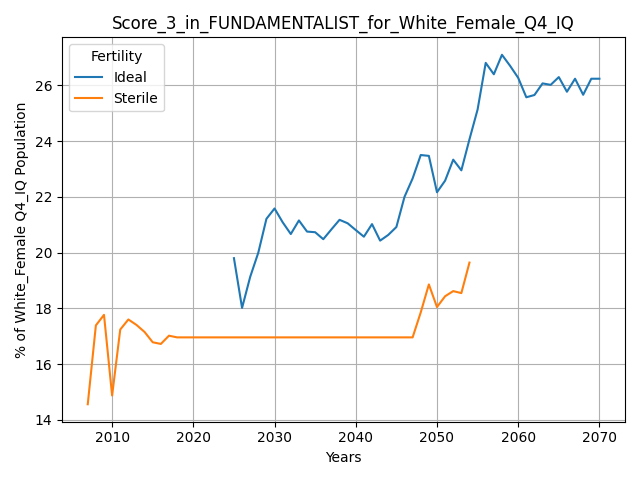 Score_3_in_FUNDAMENTALIST_for_White_Female_Q4_IQ
Fertility
Ideal
Sterile
% of White_Female Q4_IQ Population
26
24
22
20
18
16
14
2010
2020
2030
2040
2050
2060
2070
Years